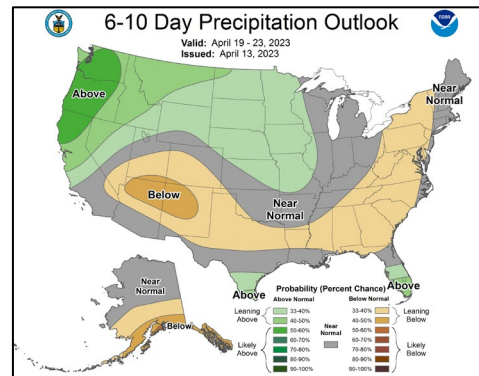 6-10 Day Precipitation Outlook
Valid: April 19 - 23, 2023
Issued: April 13, 2023
Above
Near
Normal
Below
Near
Normal
Near
Normal
Below
Above
Above
Probability (Percent Chance)
Above Normal
Below Normal
Leaning
Above
33-40%
40-50%
Likely
Above
50-60%
60-70%
70-80%
80-90%
90-100%
Near
Normal
33-40%
40-50%
Leaning
Below
50-60%
60-70%
70-80%
80-90%
90-100%
Likely
Below